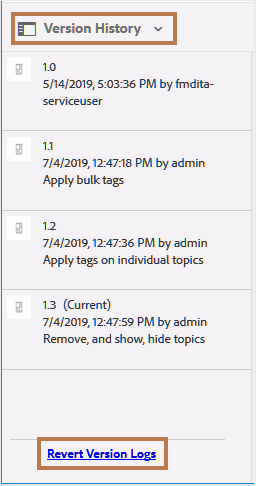 Version History
1.0
5/14/2019, 5:03:36 PM by fmdita-
serviceuser
1.1
7/4/2019, 12:47:18 PM by admin
Apply bulk tags
1.2
7/4/2019, 12:47:36 PM by admin
Apply tags on individual topics
1.3 (Current)
7/4/2019, 12:47:59 PM by admin
Remove, and show, hide topics
Revert Version Logs